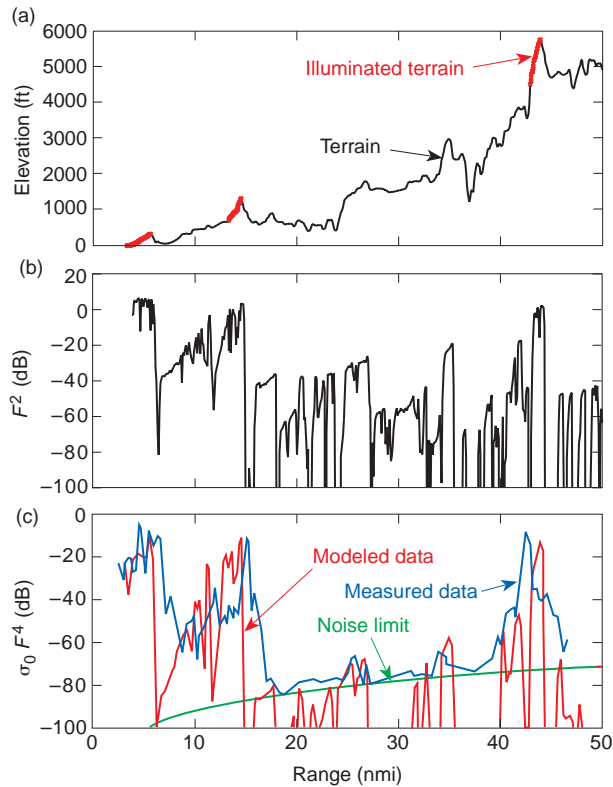 (a)
Elevation (ft)
6000
5000
4000
3000
2000
1000
0
Illuminated terrain
Terrain
(b)
F² (dB)
20
0
−20
−40
−60
−80
−100
(c)
σ₀ F⁴ (dB)
0
−20
−40
−60
−80
−100
Modeled data
Measured data
Noise limit
0 10 20 30 40 50
Range (nmi)